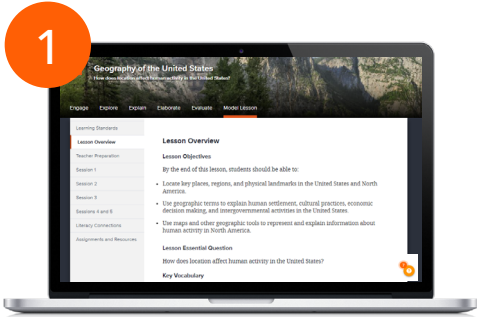 1
Geography of the United States
How does location affect human activity in the United States?
Engage Explore Explain Elaborate Evaluate Model Lesson
Learning Standards
Lesson Overview
Teacher Preparation
Session 1
Session 2
Session 3
Sessions 4 and 5
Literacy Connections
Assignments and Resources
Lesson Overview
Lesson Objectives
By the end of this lesson, students should be able to:
• Locate key places, regions, and physical landmarks in the United States and North
America.
• Use geographic terms to explain human settlement, cultural practices, economic
decision making, and intergovernmental activities in the United States.
• Use maps and other geographic tools to represent and explain information about
human activity in North America.
Lesson Essential Question
How does location affect human activity in the United States?
Key Vocabulary